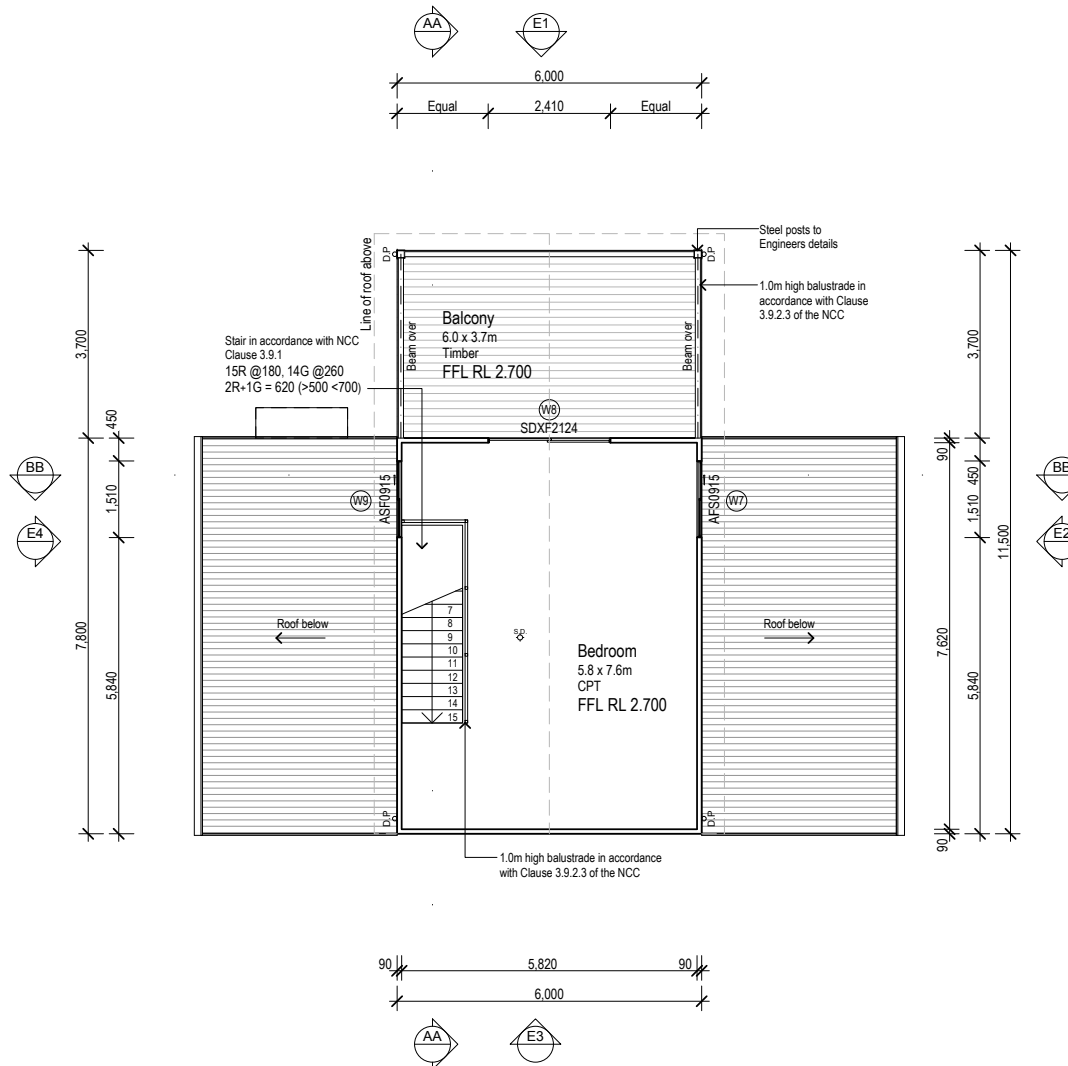 AA
E1
6,000
Equal
2,410
Equal
Steel posts to
Engineers details
D.P
D.P
Line of roof above
1.0m high balustrade in
accordance with Clause
3.9.2.3 of the NCC
Balcony
6.0 x 3.7m
Timber
FFL RL 2.700
Beam over
Beam over
Stair in accordance with NCC
Clause 3.9.1
15R @180, 14G @260
2R+1G = 620 (>500 <700)
3,700
3,700
W8
SDXF2124
450
90
450
BB
BB
1,510
W9
ASF0915
AFS0915
W7
1,510
E4
E2
11,500
7,800
5,840
Roof below
7
8
9
10
11
12
13
14
15
S.D.
Bedroom
5.8 x 7.6m
CPT
FFL RL 2.700
Roof below
7,620
5,840
D.P
D.P
90
1.0m high balustrade in accordance
with Clause 3.9.2.3 of the NCC
90
5,820
90
6,000
AA
E3